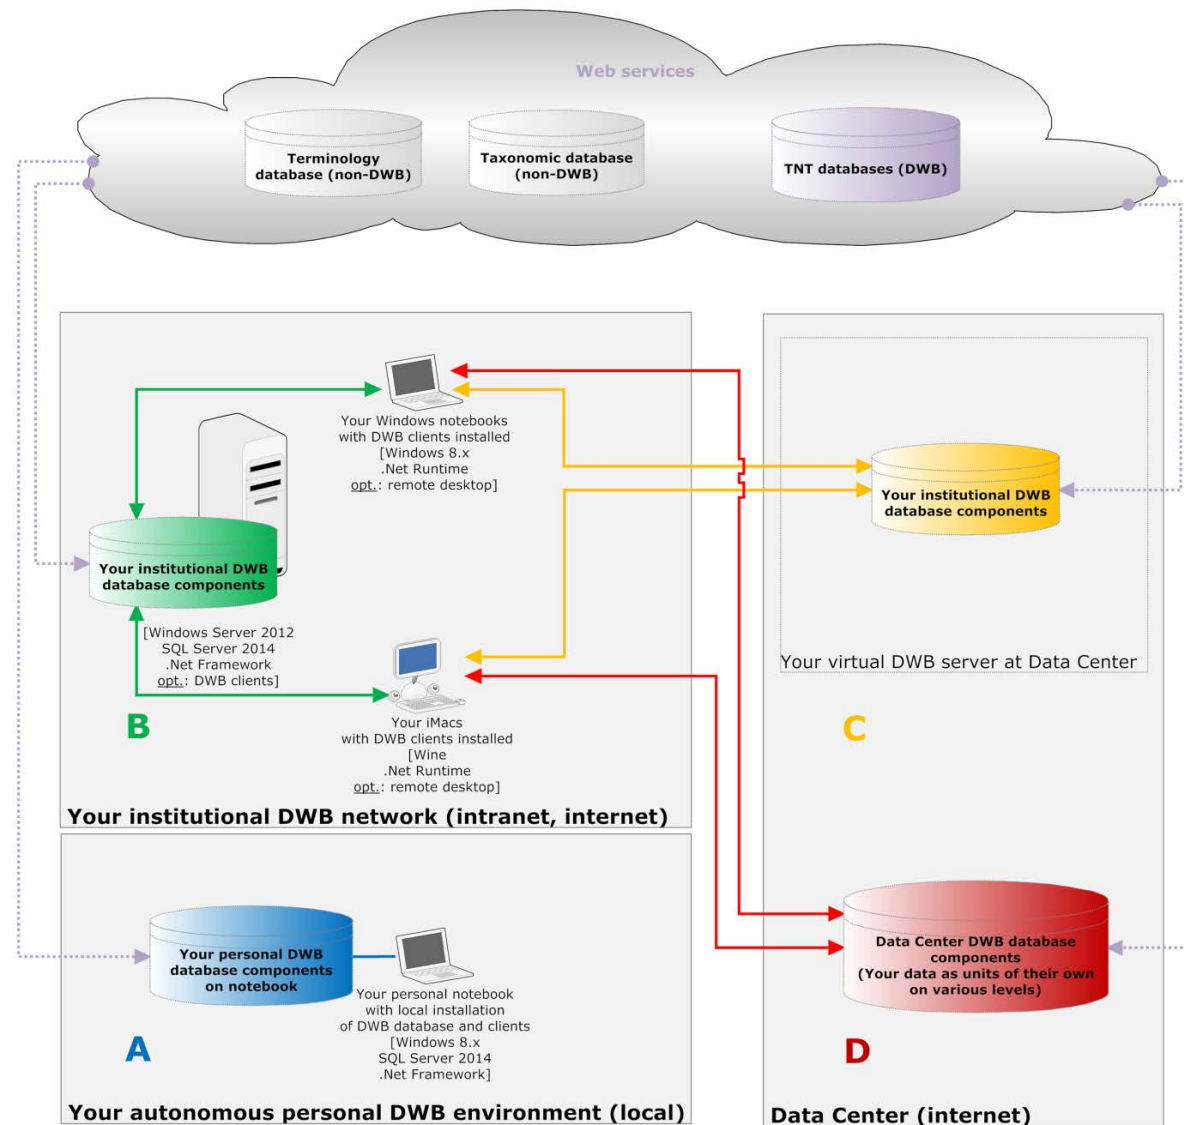 Web services
Terminology
database (non-DWB)
Taxonomic database
(non-DWB)
TNT databases (DWB)
Your Windows notebooks
with DWB clients installed
[Windows 8.x
.Net Runtime
opt.: remote desktop]
Your institutional DWB
database components
[Windows Server 2012
SQL Server 2014
.Net Framework
opt.: DWB clients]
B
Your iMacs
with DWB clients installed
[Wine
.Net Runtime
opt.: remote desktop]
Your institutional DWB network (intranet, internet)
Your personal DWB
database components
on notebook
Your personal notebook
with local installation
of DWB database and clients
[Windows 8.x
SQL Server 2014
.Net Framework]
A
Your autonomous personal DWB environment (local)
Your institutional DWB
database components
Your virtual DWB server at Data Center
C
Data Center DWB database
components
(Your data as units of their own
on various levels)
D
Data Center (internet)